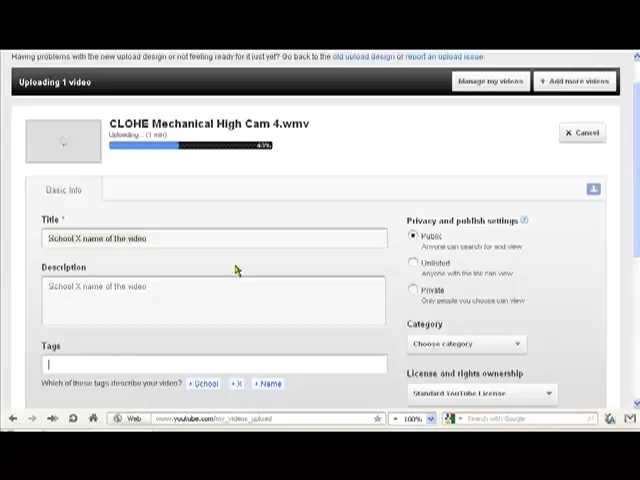 Having problems with the new upload design or not feeling ready for it just yet? Go back to the old upload design or report an upload issue.
Uploading 1 video
Manage my videos
+ Add more videos
CLOHE Mechanical High Cam 4.wmv
Uploading... (1 min)
× Cancel
Basic Info
Title *
School X name of the video
Description
School X name of the video
Tags
Which of these tags describe your video? + School + X + Name
Privacy and publish settings
Public
Anyone can search for and view
Unlisted
Anyone with the link can view
Private
Only people you choose can view
Category
Choose category
License and rights ownership
Standard YouTube License
Web
www.youtube.com/my_videos_upload
100%
Search with Google